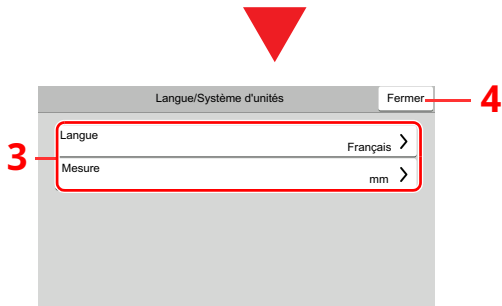 Langue/Système d'unités
Fermer
4
3
Langue
Français
Mesure
mm